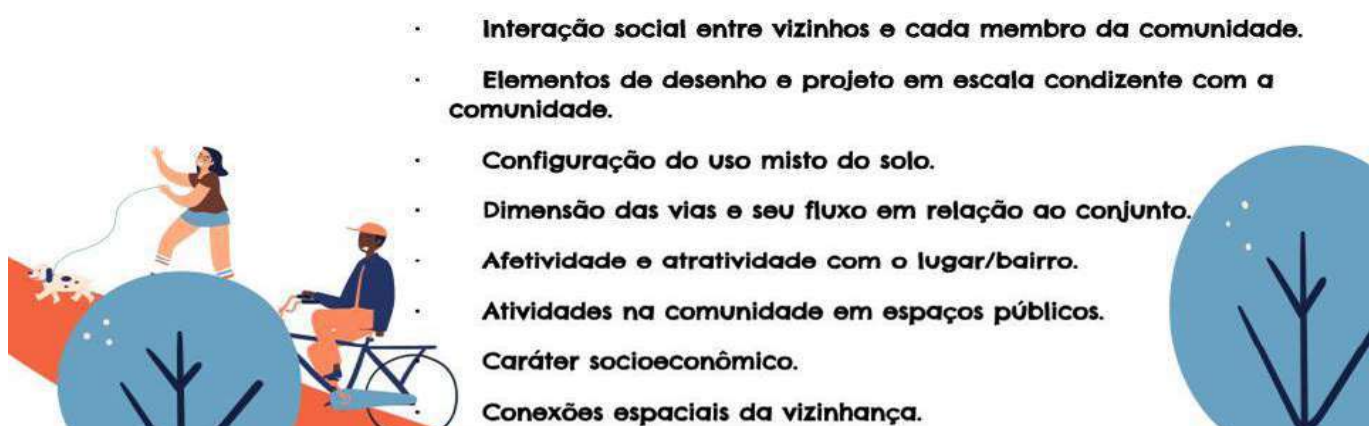 · Interação social entre vizinhos e cada membro da comunidade.
· Elementos de desenho e projeto em escala condizente com a
comunidade.
· Configuração do uso misto do solo.
· Dimensão das vias e seu fluxo em relação ao conjunto.
· Afetividade e atratividade com o lugar/bairro.
· Atividades na comunidade em espaços públicos.
· Caráter socioeconômico.
· Conexões espaciais da vizinhança.